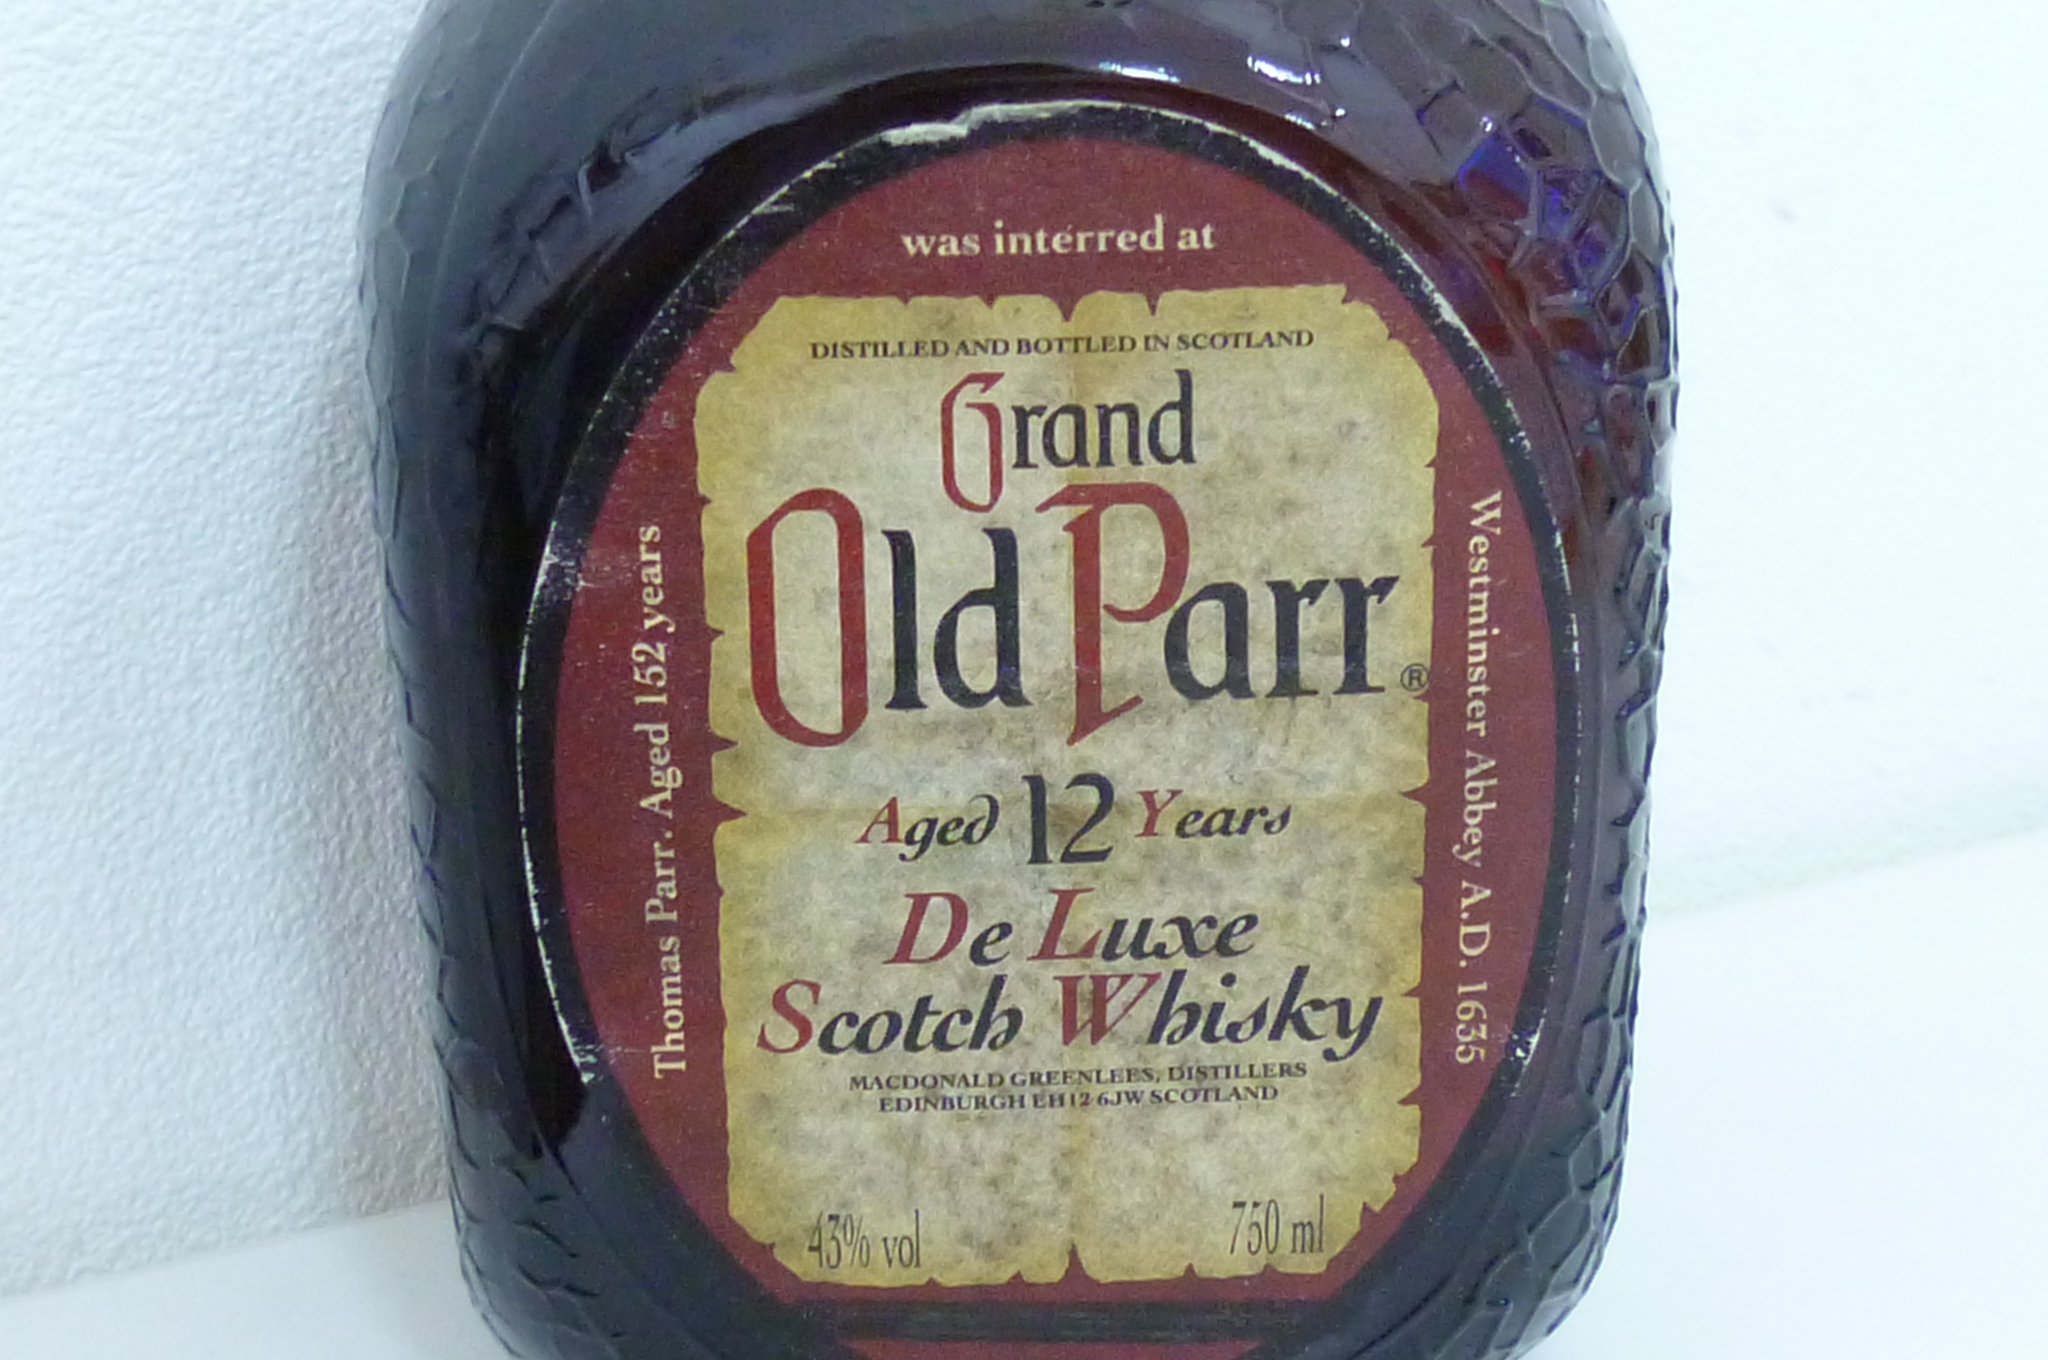 Thomas Parr. Aged 152 years
was interred at
Westminster Abbey A.D. 1635
DISTILLED AND BOTTLED IN SCOTLAND
Grand
Old Parr®
Aged 12 Years
De Luxe
Scotch Whisky
MACDONALD GREENLEES, DISTILLERS
EDINBURGH EH12 6JW SCOTLAND
43% vol 750 ml